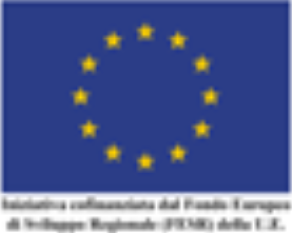 Iniziativa cofinanziata dal Fondo Europeo
di Sviluppo Regionale (FESR) della U.E.